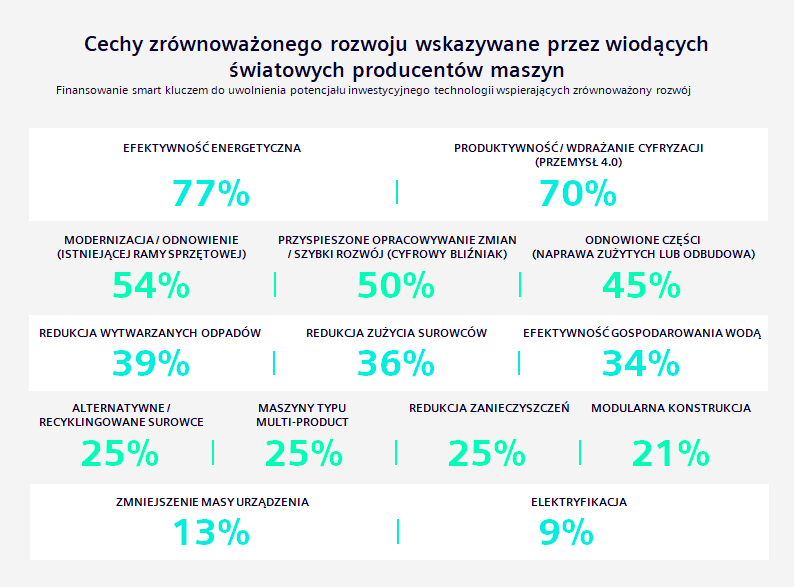 Cechy zrównoważonego rozwoju wskazywane przez wiodących
światowych producentów maszyn
Finansowanie smart kluczem do uwolnienia potencjału inwestycyjnego technologii wspierających zrównoważony rozwój
EFEKTYWNOŚĆ ENERGETYCZNA
77%
PRODUKTYWNOŚĆ / WDRAŻANIE CYFRYZACJI
(PRZEMYSŁ 4.0)
70%
MODERNIZACJA / ODNOWIENIE
(ISTNIEJĄCEJ RAMY SPRZĘTOWEJ)
54%
PRZYSPIESZONE OPRACOWYWANIE ZMIAN
/ SZYBKI ROZWÓJ (CYFROWY BLIŹNIAK)
50%
ODNOWIONE CZĘŚCI
(NAPRAWA ZUŻYTYCH LUB ODBUDOWA)
45%
REDUKCJA WYTWARZANYCH ODPADÓW
39%
REDUKCJA ZUŻYCIA SUROWCÓW
36%
EFEKTYWNOŚĆ GOSPODAROWANIA WODĄ
34%
ALTERNATYWNE /
RECYKLINGOWANE SUROWCE
25%
MASZYNY TYPU
MULTI-PRODUCT
25%
REDUKCJA ZANIECZYSZCZEŃ
25%
MODULARNA KONSTRUKCJA
21%
ZMNIEJSZENIE MASY URZĄDZENIA
13%
ELEKTRYFIKACJA
9%